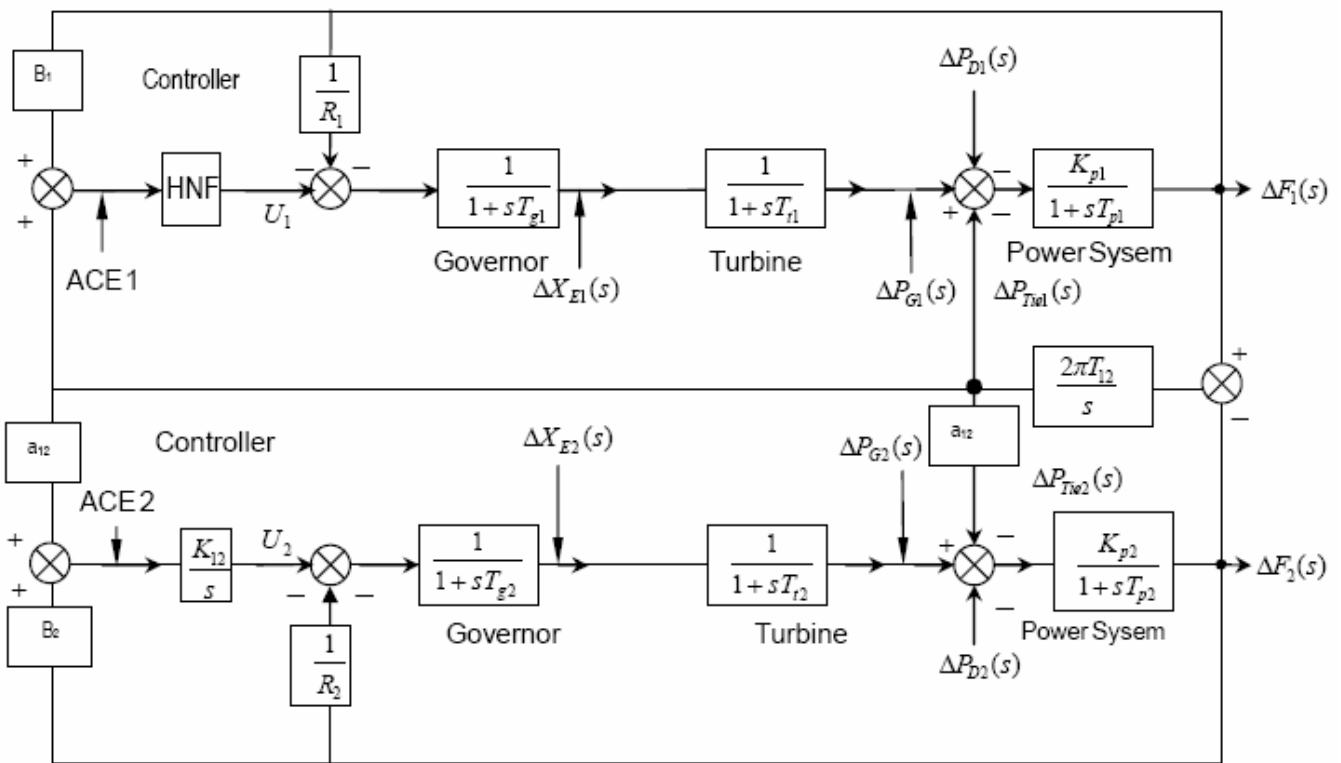 B1
Controller
1
R1
ΔPD1(s)
+
+
HNF
−
−
U1
ACE1
1
1+sTg1
Governor
ΔXE1(s)
1
1+sTt1
Turbine
ΔPG1(s)
+
−
−
ΔPTie1(s)
Kp1
1+sTp1
Power Sysem
ΔF1(s)
2πT12
s
+
−
a12
Controller
ACE2
+
+
K12
s
U2
−
−
1
1+sTg2
Governor
ΔXE2(s)
1
1+sTt2
Turbine
ΔPG2(s)
a12
ΔPTie2(s)
+
−
−
Kp2
1+sTp2
Power Sysem
ΔF2(s)
B2
1
R2
ΔPD2(s)